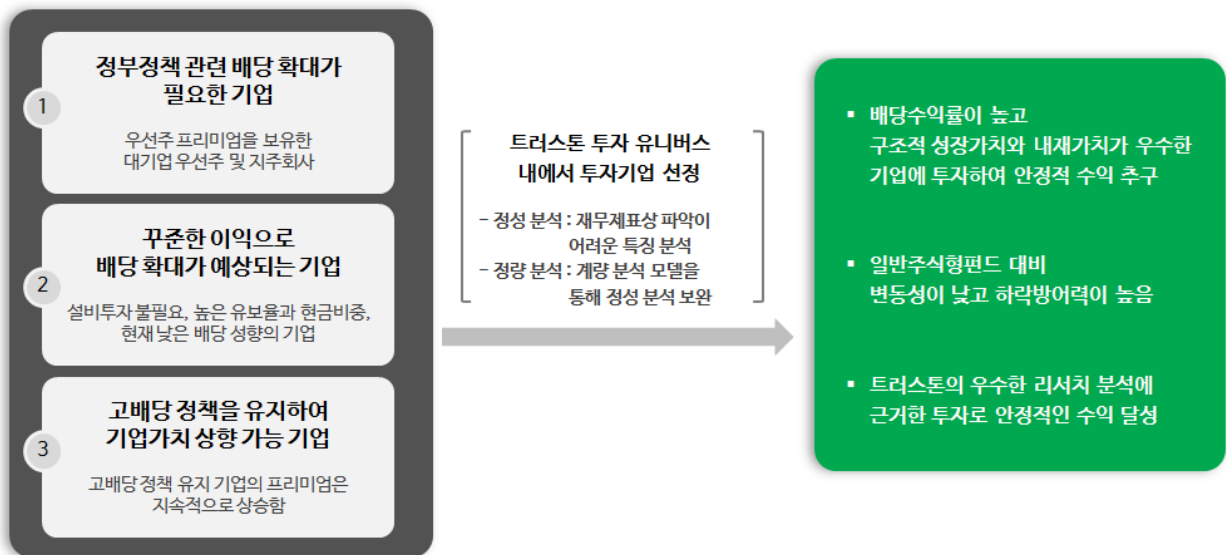 1
정부정책 관련 배당 확대가
필요한 기업
우선주 프리미엄을 보유한
대기업 우선주 및 지주회사
2
꾸준한 이익으로
배당 확대가 예상되는 기업
설비투자 불필요, 높은 유보율과 현금비중,
현재 낮은 배당 성향의 기업
3
고배당 정책을 유지하여
기업가치 상향 가능 기업
고배당 정책 유지 기업의 프리미엄은
지속적으로 상승함
트러스톤 투자 유니버스
내에서 투자기업 선정
- 정성 분석 : 재무제표상 파악이
어려운 특징 분석
- 정량 분석 : 계량 분석 모델을
통해 정성 분석 보완
▪ 배당수익률이 높고
구조적 성장가치와 내재가치가 우수한
기업에 투자하여 안정적 수익 추구
▪ 일반주식형펀드 대비
변동성이 낮고 하락방어력이 높음
▪ 트러스톤의 우수한 리서치 분석에
근거한 투자로 안정적인 수익 달성